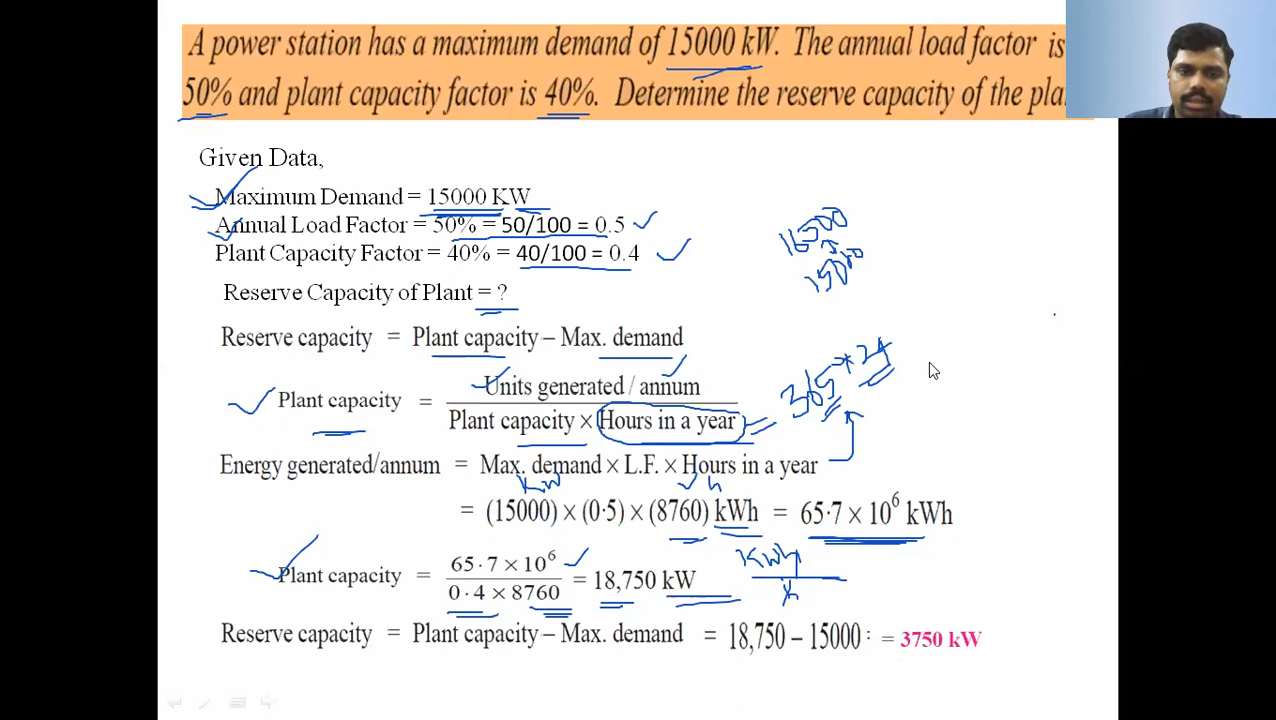 A power station has a maximum demand of 15000 kW. The annual load factor is
50% and plant capacity factor is 40%. Determine the reserve capacity of the pla
Given Data,
Maximum Demand = 15000 KW
Annual Load Factor = 50% = 50/100 = 0.5
Plant Capacity Factor = 40% = 40/100 = 0.4
Reserve Capacity of Plant = ?
15000
Reserve capacity = Plant capacity – Max. demand
Plant capacity = Units generated / annum
Plant capacity × Hours in a year
= 365 * 24
Energy generated/annum = Max. demand × L.F. × Hours in a year
KW h
= (15000) × (0·5) × (8760) kWh = 65·7 × 10⁶ kWh
Plant capacity = 65·7 × 10⁶ / 0·4 × 8760 = 18,750 kW
KWh
h
Reserve capacity = Plant capacity – Max. demand = 18,750 – 15000 : = 3750 kW